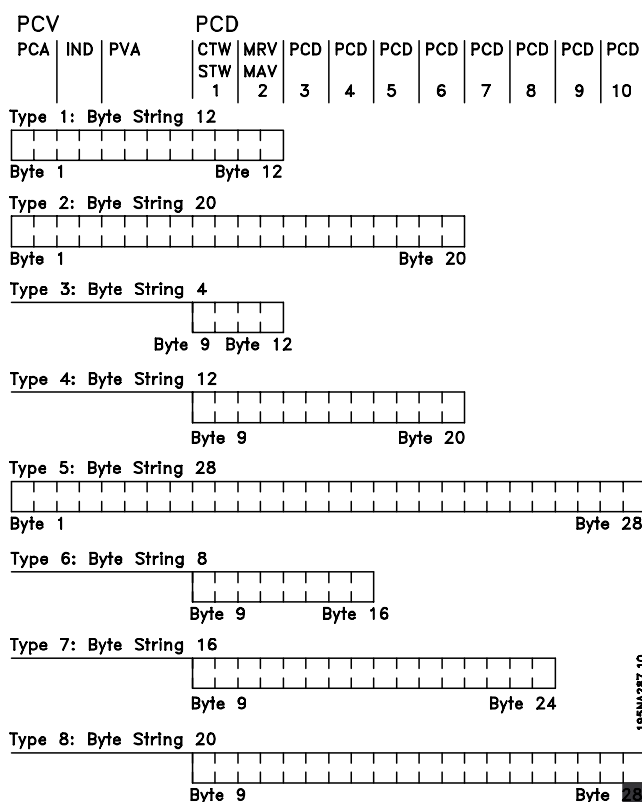 PCV PCD
PCA IND PVA CTW MRV PCD PCD PCD PCD PCD PCD PCD PCD
STW MAV
1 2 3 4 5 6 7 8 9 10
Type 1: Byte String 12
Byte 1 Byte 12
Type 2: Byte String 20
Byte 1 Byte 20
Type 3: Byte String 4
Byte 9 Byte 12
Type 4: Byte String 12
Byte 9 Byte 20
Type 5: Byte String 28
Byte 1 Byte 28
Type 6: Byte String 8
Byte 9 Byte 16
Type 7: Byte String 16
Byte 9 Byte 24
195NA287.10
Type 8: Byte String 20
Byte 9 Byte 28